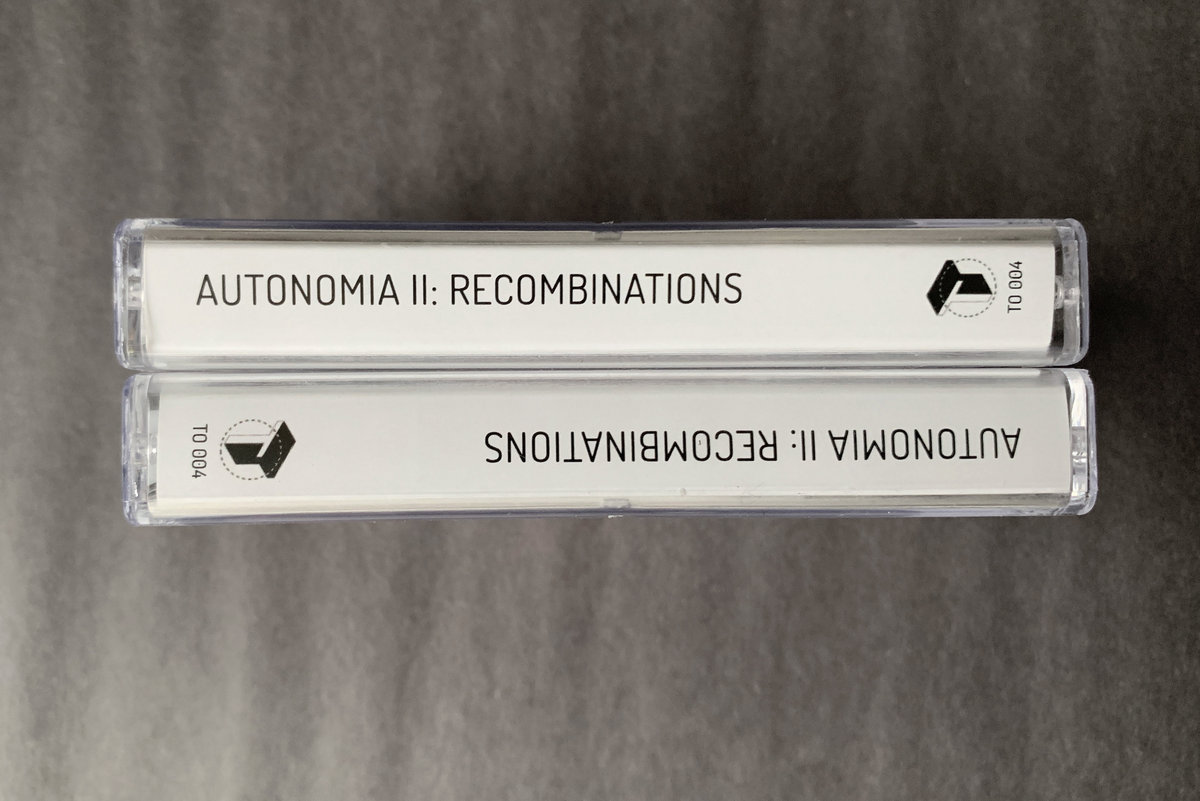 AUTONOMIA II: RECOMBINATIONS
TO 004
TO 004
AUTONOMIA II: RECOMBINATIONS